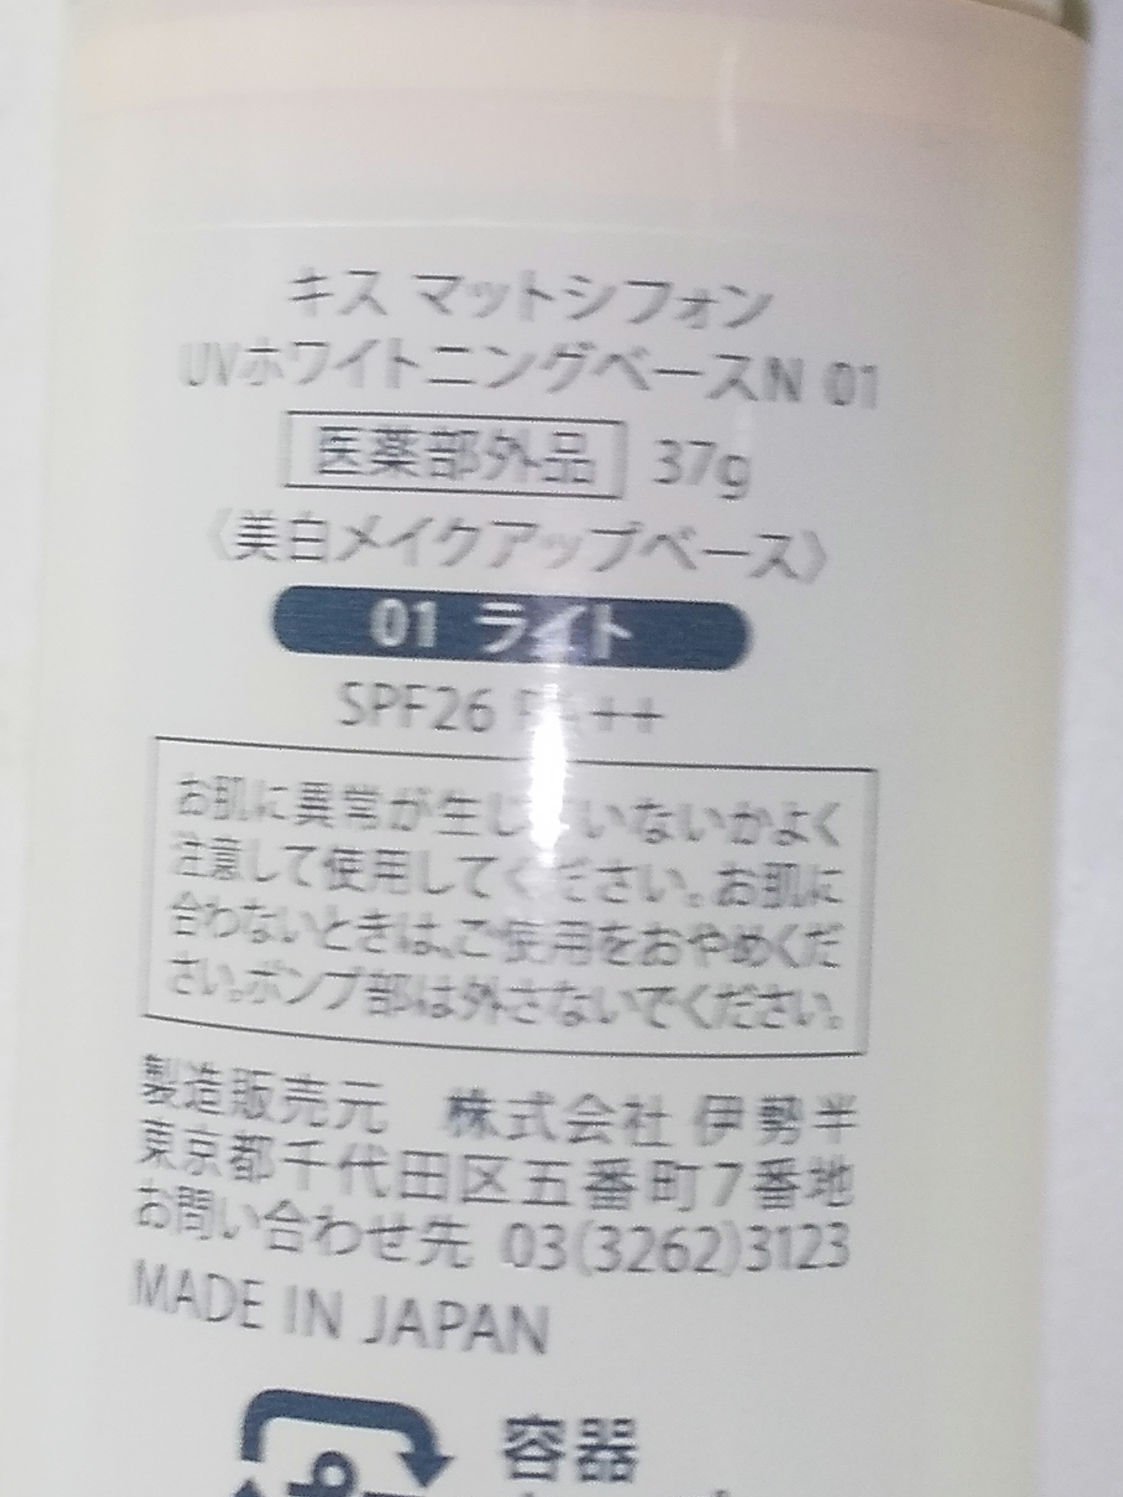 キス マットシフォン
UVホワイトニングベースN 01
医薬部外品 37g
《美白メイクアップベース》
01 ライト
SPF26 PA++
お肌に異常が生じていないかよく
注意して使用してください。お肌に
合わないときは、ご使用をおやめくだ
さい。ポンプ部は外さないでください。
製造販売元 株式会社 伊勢半
東京都千代田区五番町7番地
お問い合わせ先 03(3262)3123
MADE IN JAPAN
容器